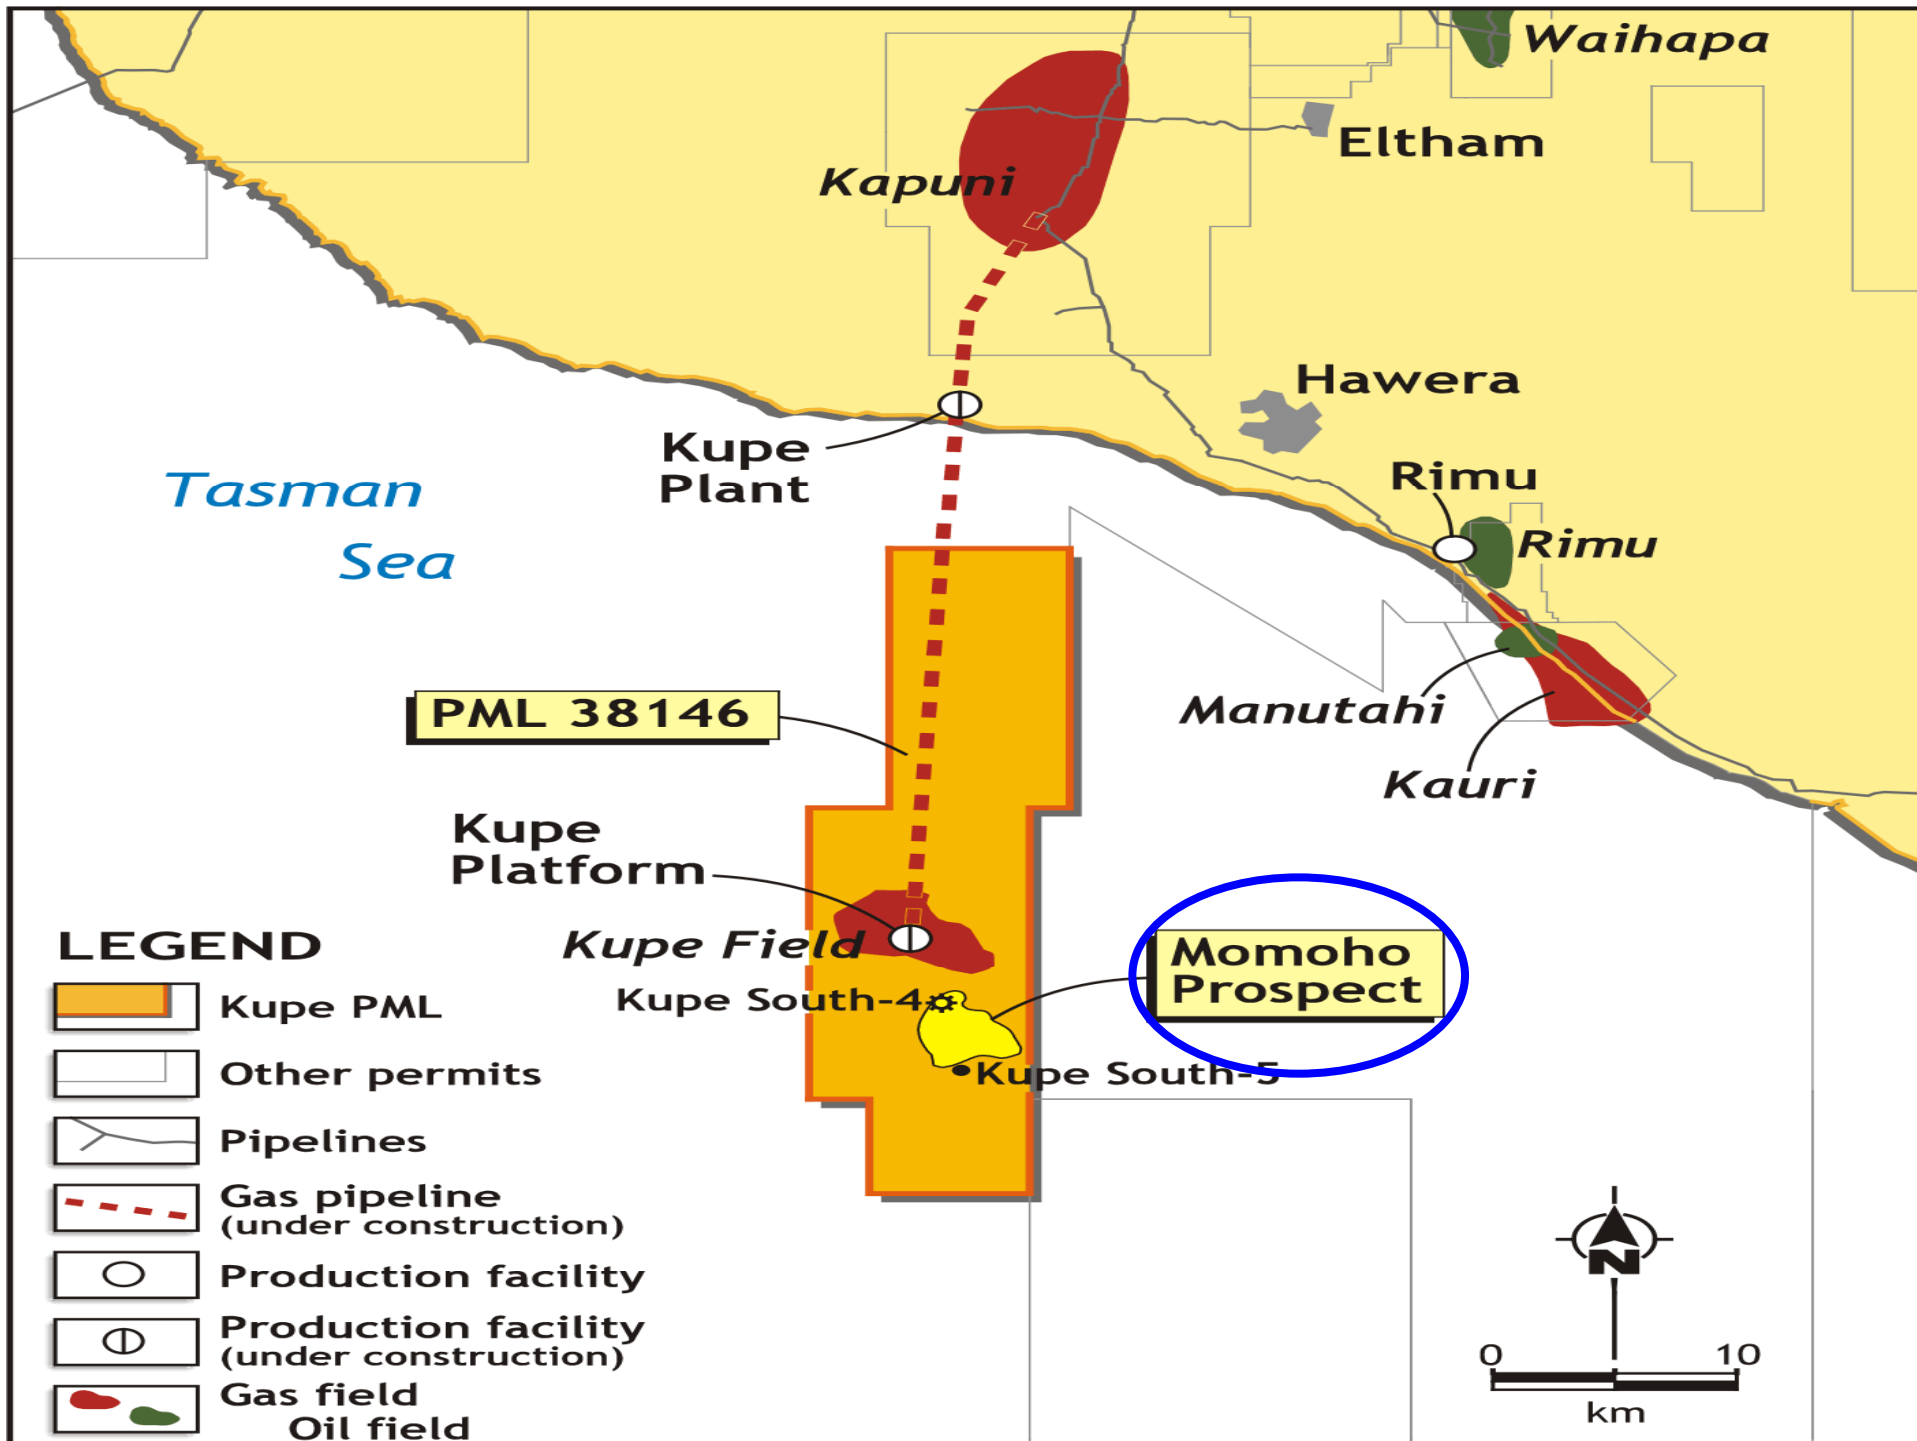 Waihapa
Eltham
Kapuni
Hawera
Kupe
Plant
Rimu
Tasman
Sea
Rimu
PML 38146
Manutahi
Kauri
Kupe
Platform
Kupe Field
Momoho
Prospect
Kupe South-4
Kupe South-5
LEGEND
Kupe PML
Other permits
Pipelines
Gas pipeline
(under construction)
Production facility
Production facility
(under construction)
Gas field
Oil field
N
0 10
km